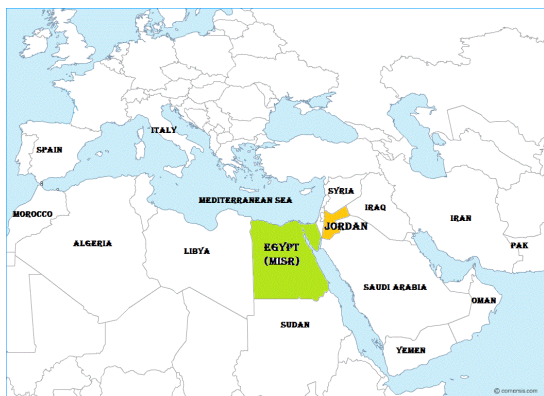 ITALY
SPAIN
SYRIA
MEDITERRANEAN SEA
IRAQ
MOROCCO
IRAN
JORDAN
ALGERIA
LIBYA
EGYPT
(MISR)
PAK
SAUDI ARABIA
OMAN
SUDAN
YEMEN
© comersis.com